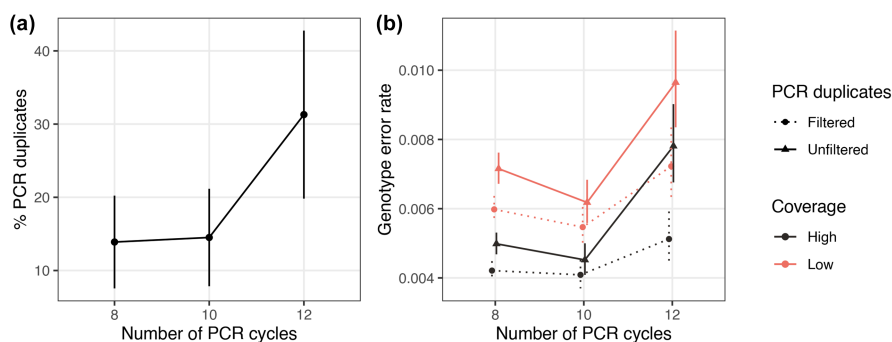 (a)
% PCR duplicates
40
30
20
10
8
10
12
Number of PCR cycles
(b)
Genotype error rate
0.010
0.008
0.006
0.004
8
10
12
Number of PCR cycles
PCR duplicates
Filtered
Unfiltered
Coverage
High
Low